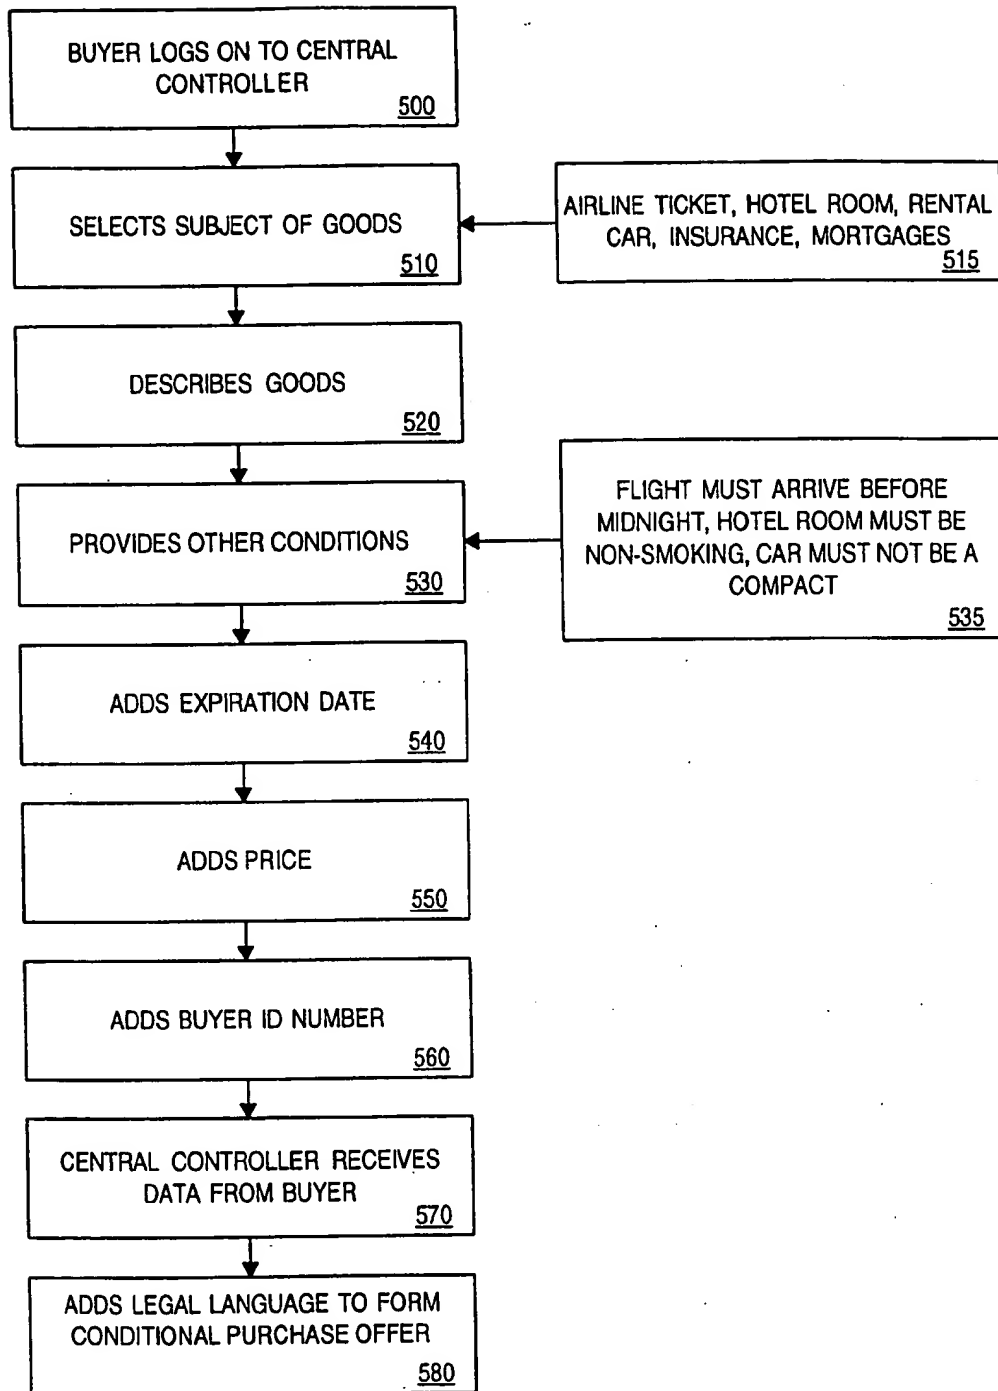 BUYER LOGS ON TO CENTRAL
CONTROLLER
500
SELECTS SUBJECT OF GOODS
510
AIRLINE TICKET, HOTEL ROOM, RENTAL
CAR, INSURANCE, MORTGAGES
515
DESCRIBES GOODS
520
PROVIDES OTHER CONDITIONS
530
FLIGHT MUST ARRIVE BEFORE
MIDNIGHT, HOTEL ROOM MUST BE
NON-SMOKING, CAR MUST NOT BE A
COMPACT
535
ADDS EXPIRATION DATE
540
ADDS PRICE
550
ADDS BUYER ID NUMBER
560
CENTRAL CONTROLLER RECEIVES
DATA FROM BUYER
570
ADDS LEGAL LANGUAGE TO FORM
CONDITIONAL PURCHASE OFFER
580